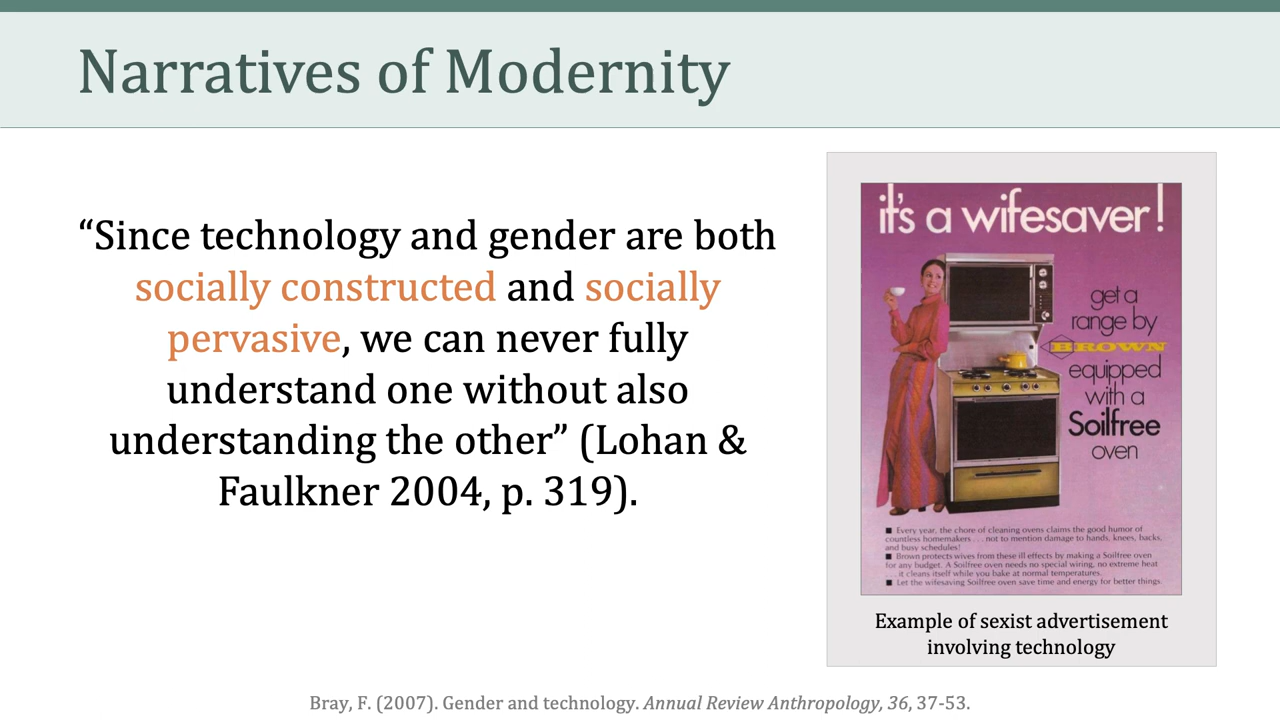 Narratives of Modernity
“Since technology and gender are both
socially constructed and socially
pervasive, we can never fully
understand one without also
understanding the other” (Lohan &
Faulkner 2004, p. 319).
it's a wifesaver!
get a
range by
BROWN
equipped
with a
Soilfree
oven
■ Every year, the chore of cleaning ovens claims the good humor of
countless homemakers . . . not to mention damage to hands, knees, backs,
and busy schedules!
■ Brown protects wives from these ill effects by making a Soilfree oven
for any budget. A Soilfree oven needs no special wiring, no extreme heat
. . . it cleans itself while you bake at normal temperatures.
■ Let the wifesaving Soilfree oven save time and energy for better things
Example of sexist advertisement
involving technology
Bray, F. (2007). Gender and technology. Annual Review Anthropology, 36, 37-53.